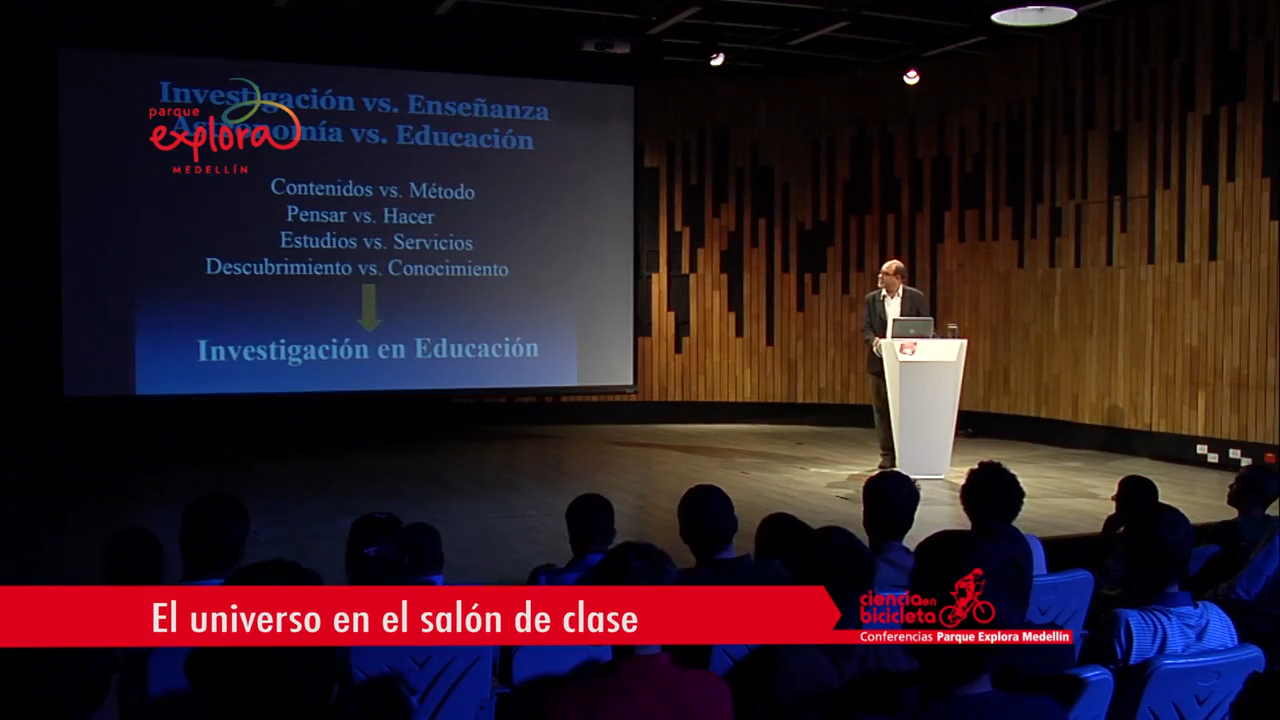 Investigación vs. Enseñanza
Astronomía vs. Educación
parque
explora
MEDELLÍN
Contenidos vs. Método
Pensar vs. Hacer
Estudios vs. Servicios
Descubrimiento vs. Conocimiento
Investigación en Educación
El universo en el salón de clase
ciencia en
bicicleta
Conferencias Parque Explora Medellín